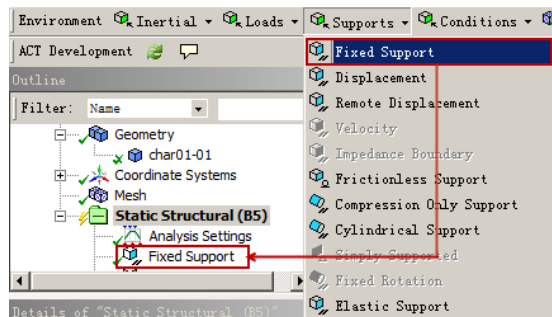 Environment Inertial Loads Supports Conditions
ACT Development
Outline
Filter: Name
Geometry
char01-01
Coordinate Systems
Mesh
Static Structural (B5)
Analysis Settings
Fixed Support
Details of "Static Structural (B5)"
Fixed Support
Displacement
Remote Displacement
Velocity
Impedance Boundary
Frictionless Support
Compression Only Support
Cylindrical Support
Simply Supported
Fixed Rotation
Elastic Support